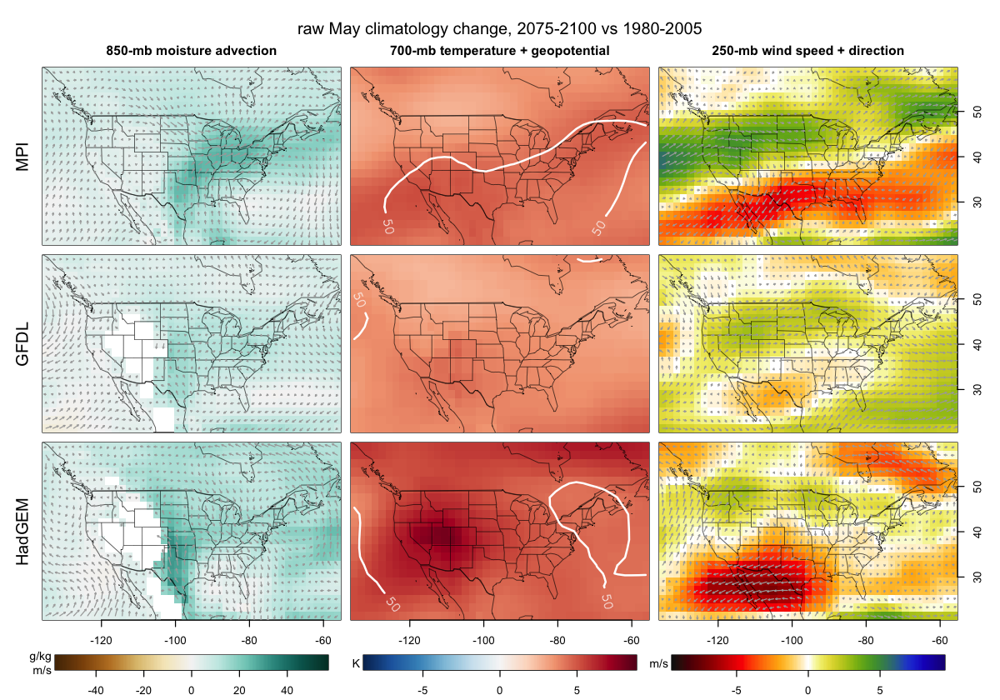 raw May climatology change, 2075-2100 vs 1980-2005
850-mb moisture advection 700-mb temperature + geopotential 250-mb wind speed + direction
MPI
50
50
50 40 30
GFDL
50
50 40 30
HadGEM
50
50
50 40 30
-120 -100 -80 -60 -120 -100 -80 -60 -120 -100 -80 -60
g/kg
m/s
-40 -20 0 20 40
K
-5 0 5
m/s
-5 0 5